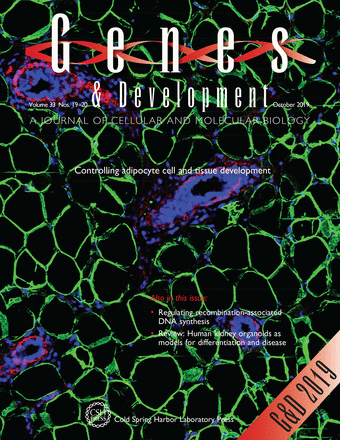 Genes
& Development
Volume 33 Nos. 19–20 October 2019
A JOURNAL OF CELLULAR AND MOLECULAR BIOLOGY
Controlling adipocyte cell and tissue development
Also in this issue:
• Regulating recombination-associated
DNA synthesis
• Review: Human kidney organoids as
models for differentiation and disease
G&D 2019
CSH
PRESS
Cold Spring Harbor Laboratory Press